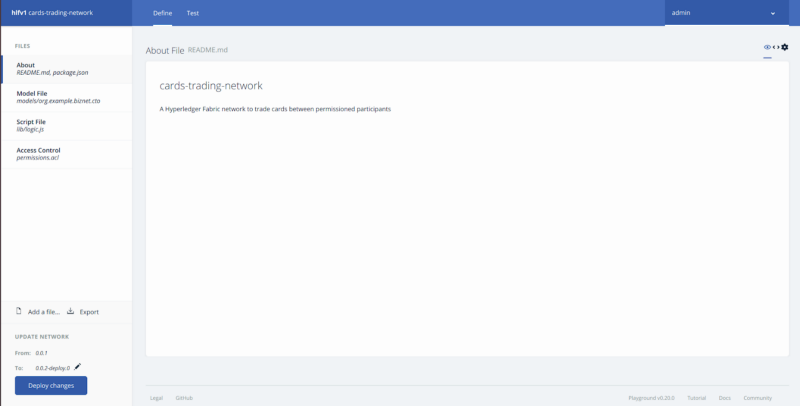 hlfv1 cards-trading-network
Define
Test
admin
FILES
About
README.md, package.json
Model File
models/org.example.biznet.cto
Script File
lib/logic.js
Access Control
permissions.acl
Add a file...
Export
UPDATE NETWORK
From: 0.0.1
To: 0.0.2-deploy.0
Deploy changes
About File README.md
cards-trading-network
A Hyperledger Fabric network to trade cards between permissioned participants
Legal
GitHub
Playground v0.20.0
Tutorial
Docs
Community